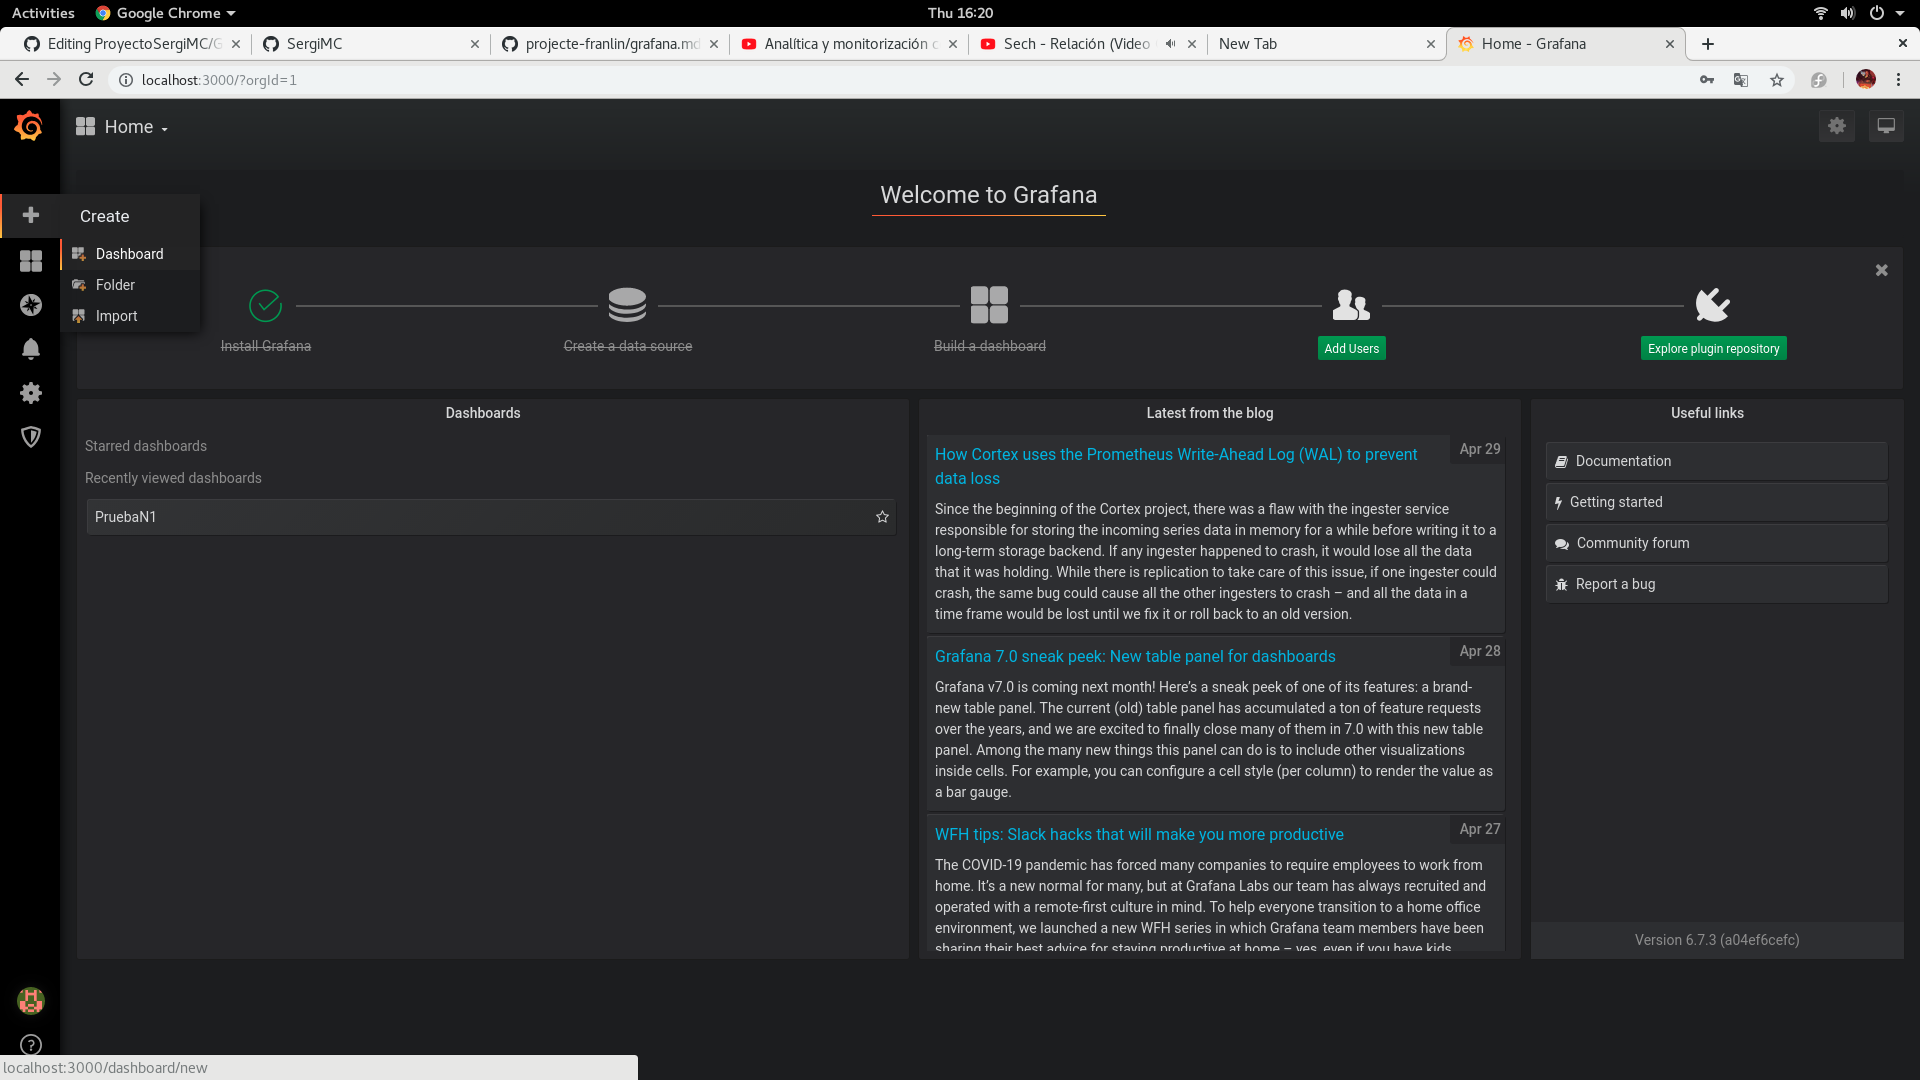 Activities
Google Chrome
Thu 16:20
Editing ProyectoSergiMC/G
SergiMC
projecte-franlin/grafana.md
Analítica y monitorización c
Sech - Relación (Video
New Tab
Home - Grafana
localhost:3000/?orgId=1
Home
Create
Dashboard
Folder
Import
Welcome to Grafana
Install Grafana
Create a data source
Build a dashboard
Add Users
Explore plugin repository
Dashboards
Starred dashboards
Recently viewed dashboards
PruebaN1
Latest from the blog
How Cortex uses the Prometheus Write-Ahead Log (WAL) to prevent
data loss
Apr 29
Since the beginning of the Cortex project, there was a flaw with the ingester service
responsible for storing the incoming series data in memory for a while before writing it to a
long-term storage backend. If any ingester happened to crash, it would lose all the data
that it was holding. While there is replication to take care of this issue, if one ingester could
crash, the same bug could cause all the other ingesters to crash – and all the data in a
time frame would be lost until we fix it or roll back to an old version.
Grafana 7.0 sneak peek: New table panel for dashboards
Apr 28
Grafana v7.0 is coming next month! Here’s a sneak peek of one of its features: a brand-
new table panel. The current (old) table panel has accumulated a ton of feature requests
over the years, and we are excited to finally close many of them in 7.0 with this new table
panel. Among the many new things this panel can do is to include other visualizations
inside cells. For example, you can configure a cell style (per column) to render the value as
a bar gauge.
WFH tips: Slack hacks that will make you more productive
Apr 27
The COVID-19 pandemic has forced many companies to require employees to work from
home. It’s a new normal for many, but at Grafana Labs our team has always recruited and
operated with a remote-first culture in mind. To help everyone transition to a home office
environment, we launched a new WFH series in which Grafana team members have been
sharing their best advice for staying productive at home – yes, even if you have kids
Useful links
Documentation
Getting started
Community forum
Report a bug
Version 6.7.3 (a04ef6cefc)
localhost:3000/dashboard/new